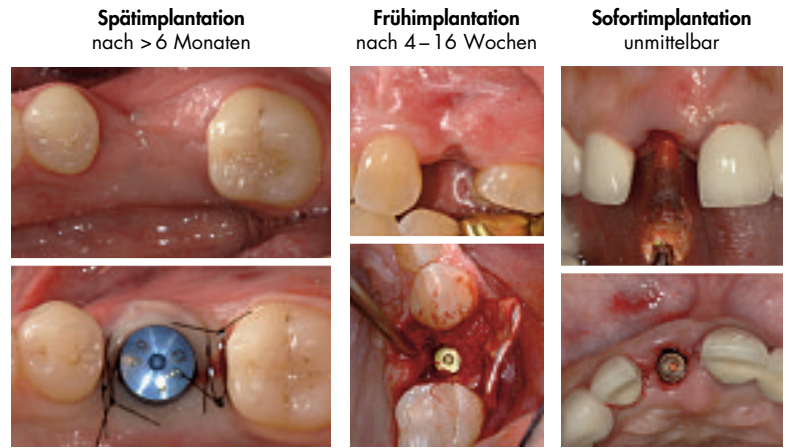 Spätimplantation
nach > 6 Monaten
Frühimplantation
nach 4–16 Wochen
Sofortimplantation
unmittelbar